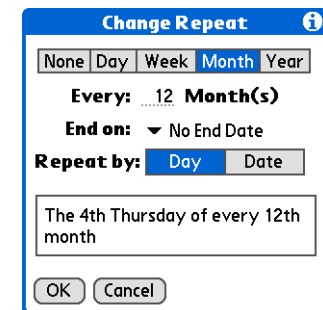 Change Repeat i
None Day Week Month Year
Every: 12 Month(s)
End on: No End Date
Repeat by: Day Date
The 4th Thursday of every 12th
month
OK Cancel